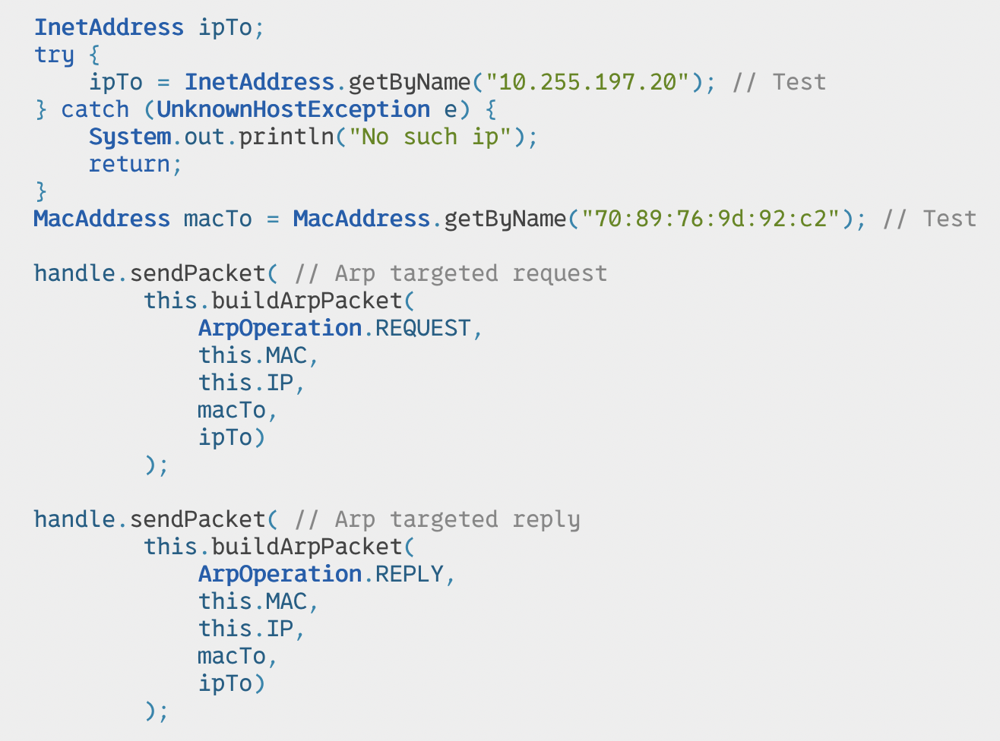 InetAddress ipTo;
try {
    ipTo = InetAddress.getByName("10.255.197.20"); // Test
} catch (UnknownHostException e) {
    System.out.println("No such ip");
    return;
}
MacAddress macTo = MacAddress.getByName("70:89:76:9d:92:c2"); // Test

handle.sendPacket( // Arp targeted request
        this.buildArpPacket(
            ArpOperation.REQUEST,
            this.MAC,
            this.IP,
            macTo,
            ipTo)
        );

handle.sendPacket( // Arp targeted reply
        this.buildArpPacket(
            ArpOperation.REPLY,
            this.MAC,
            this.IP,
            macTo,
            ipTo)
        );